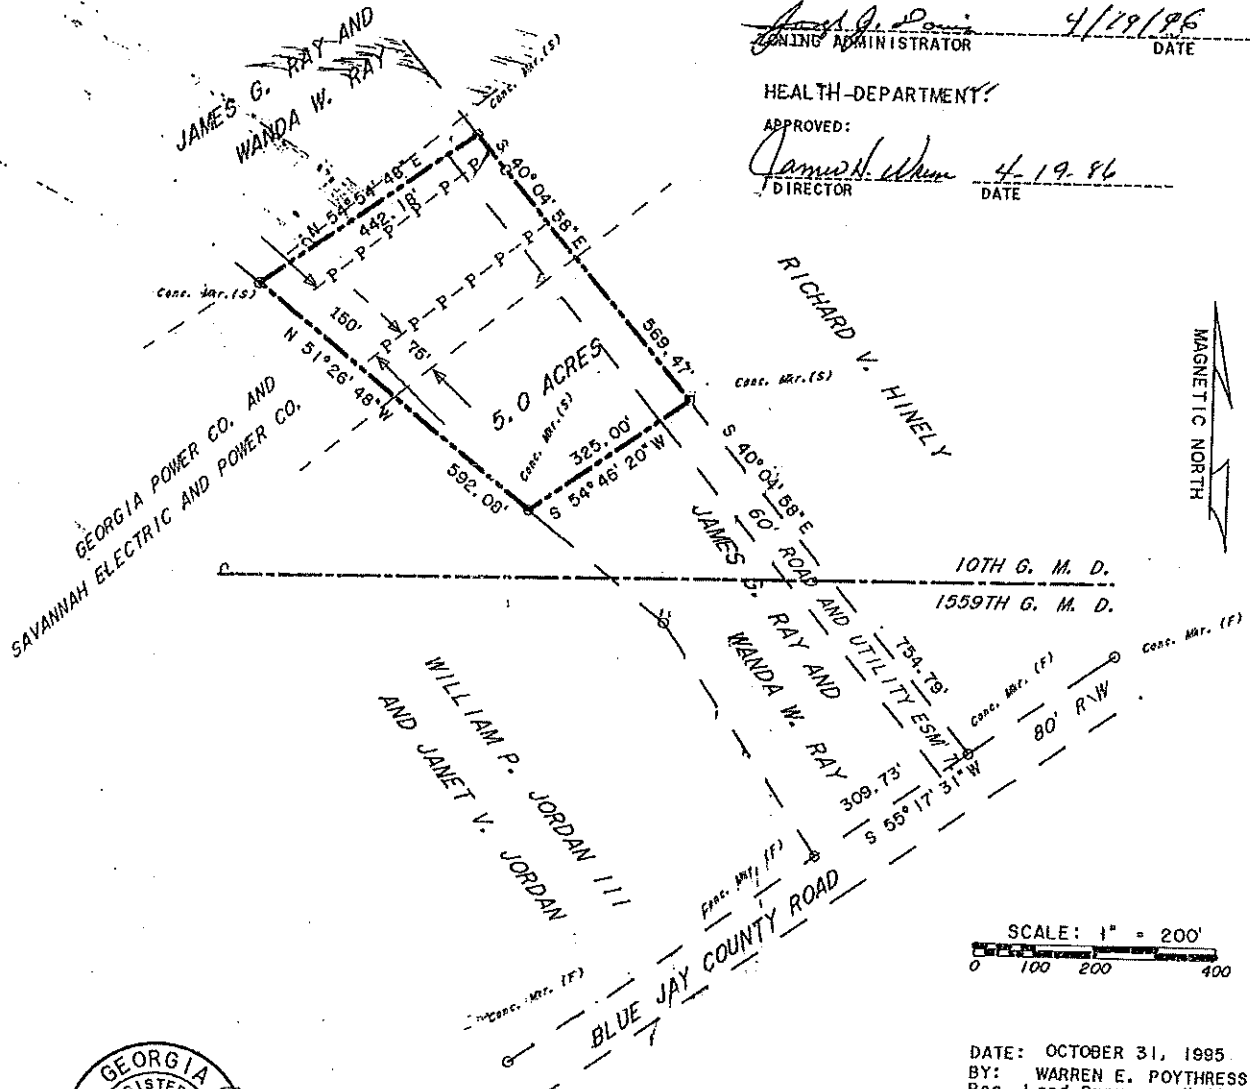 4/19/96
ZONING ADMINISTRATOR DATE
HEALTH DEPARTMENT:
APPROVED:
4-19-86
DIRECTOR DATE
JAMES G. RAY AND
WANDA W. RAY
Conc. Mkr.(S)
N 54° 54' 48" E
442.18'
S 40° 04' 58" E
569.47'
P P P P P
P P P P P
Conc. Mkr.(S)
150'
75'
N 51° 26' 48" W
592.08'
5.0 ACRES
Conc. Mkr.(S)
Conc. Mkr.(S)
325.00'
S 54° 46' 20" W
RICHARD V. HINELY
MAGNETIC NORTH
GEORGIA POWER CO. AND
SAVANNAH ELECTRIC AND POWER CO.
S 40° 04' 58" E
754.79'
60' ROAD AND UTILITY ESM'T
10TH G. M. D.
1559TH G. M. D.
JAMES G. RAY AND
WANDA W. RAY
Conc. Mkr. (F)
Conc. Mkr. (F)
80' R\W
309.73'
S 55° 17' 31" W
WILLIAM P. JORDAN III
AND JANET V. JORDAN
Conc. Mkr. (F)
Conc. Mkr. (F)
BLUE JAY COUNTY ROAD
SCALE: 1" = 200'
0 100 200 400
GEORGIA
DATE: OCTOBER 31, 1995
BY: WARREN E. POYTHRESS